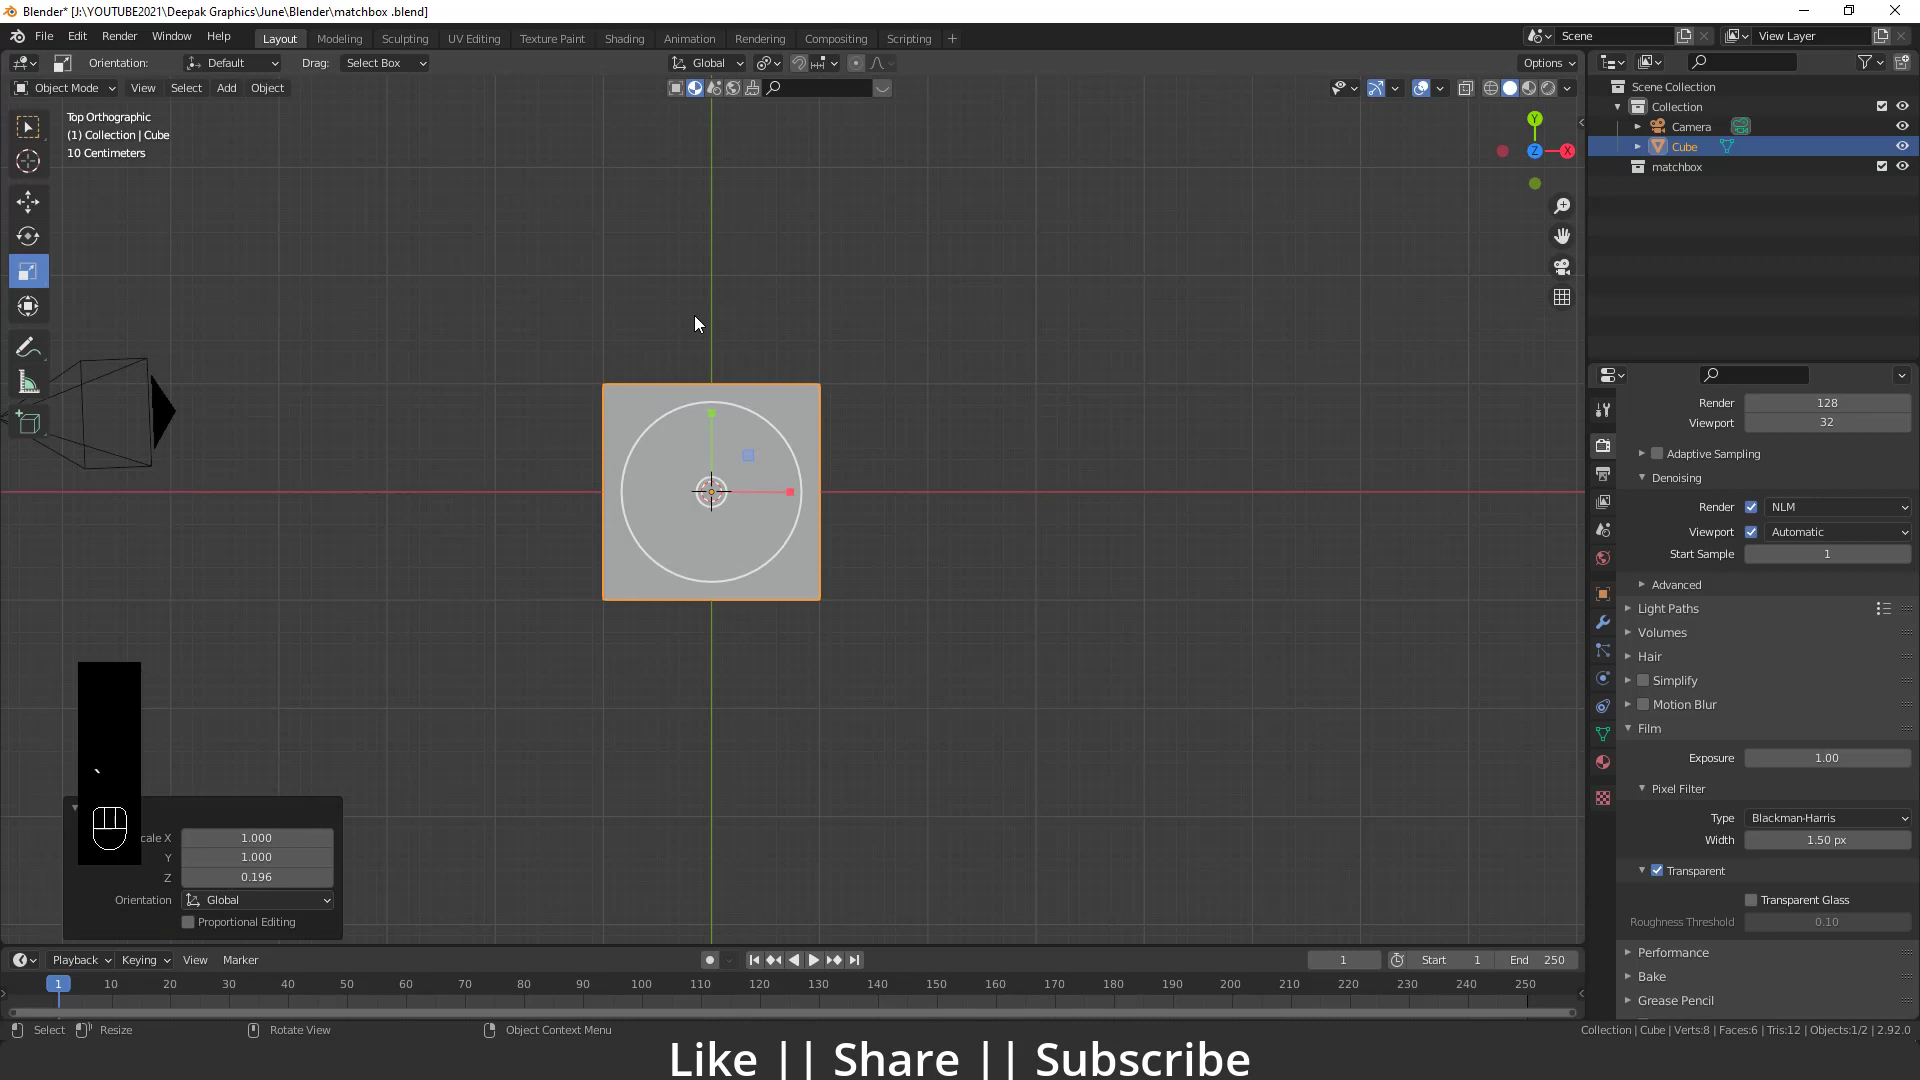 Blender* [J:\YOUTUBE2021\Deepak Graphics\June\Blender\matchbox .blend]
File Edit Render Window Help Layout Modeling Sculpting UV Editing Texture Paint Shading Animation Rendering Compositing Scripting + Scene View Layer
Orientation: Default Drag: Select Box Global Options
Object Mode View Select Add Object
Top Orthographic
(1) Collection | Cube
10 Centimeters
Y
Z X
Scene Collection
Collection
Camera
Cube
matchbox
Render 128
Viewport 32
Adaptive Sampling
Denoising
Render NLM
Viewport Automatic
Start Sample 1
Advanced
Light Paths
Volumes
Hair
Simplify
Motion Blur
Film
Exposure 1.00
Pixel Filter
Type Blackman-Harris
Width 1.50 px
Transparent
Transparent Glass
Roughness Threshold 0.10
Performance
Bake
Grease Pencil
`
cale X 1.000
Y 1.000
Z 0.196
Orientation Global
Proportional Editing
Playback Keying View Marker 1 Start 1 End 250
1 10 20 30 40 50 60 70 80 90 100 110 120 130 140 150 160 170 180 190 200 210 220 230 240 250
Select Resize Rotate View Object Context Menu Collection | Cube | Verts:8 | Faces:6 | Tris:12 | Objects:1/2 | 2.92.0
Like || Share || Subscribe